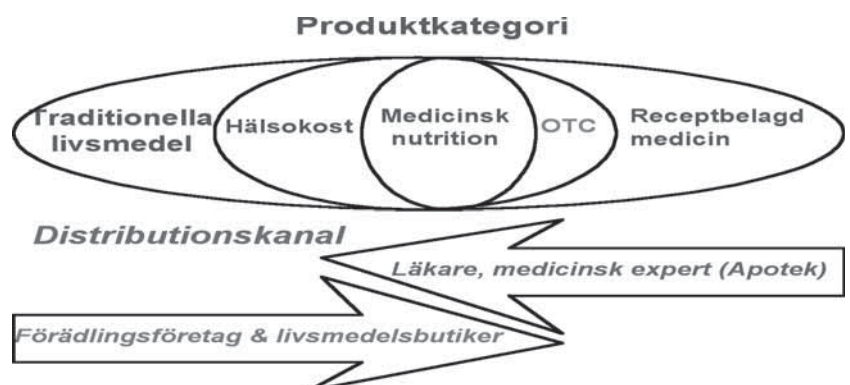 Produktkategori
Traditionella
livsmedel
Hälsokost
Medicinsk
nutrition
OTC
Receptbelagd
medicin
Distributionskanal
Läkare, medicinsk expert (Apotek)
Förädlingsföretag & livsmedelsbutiker